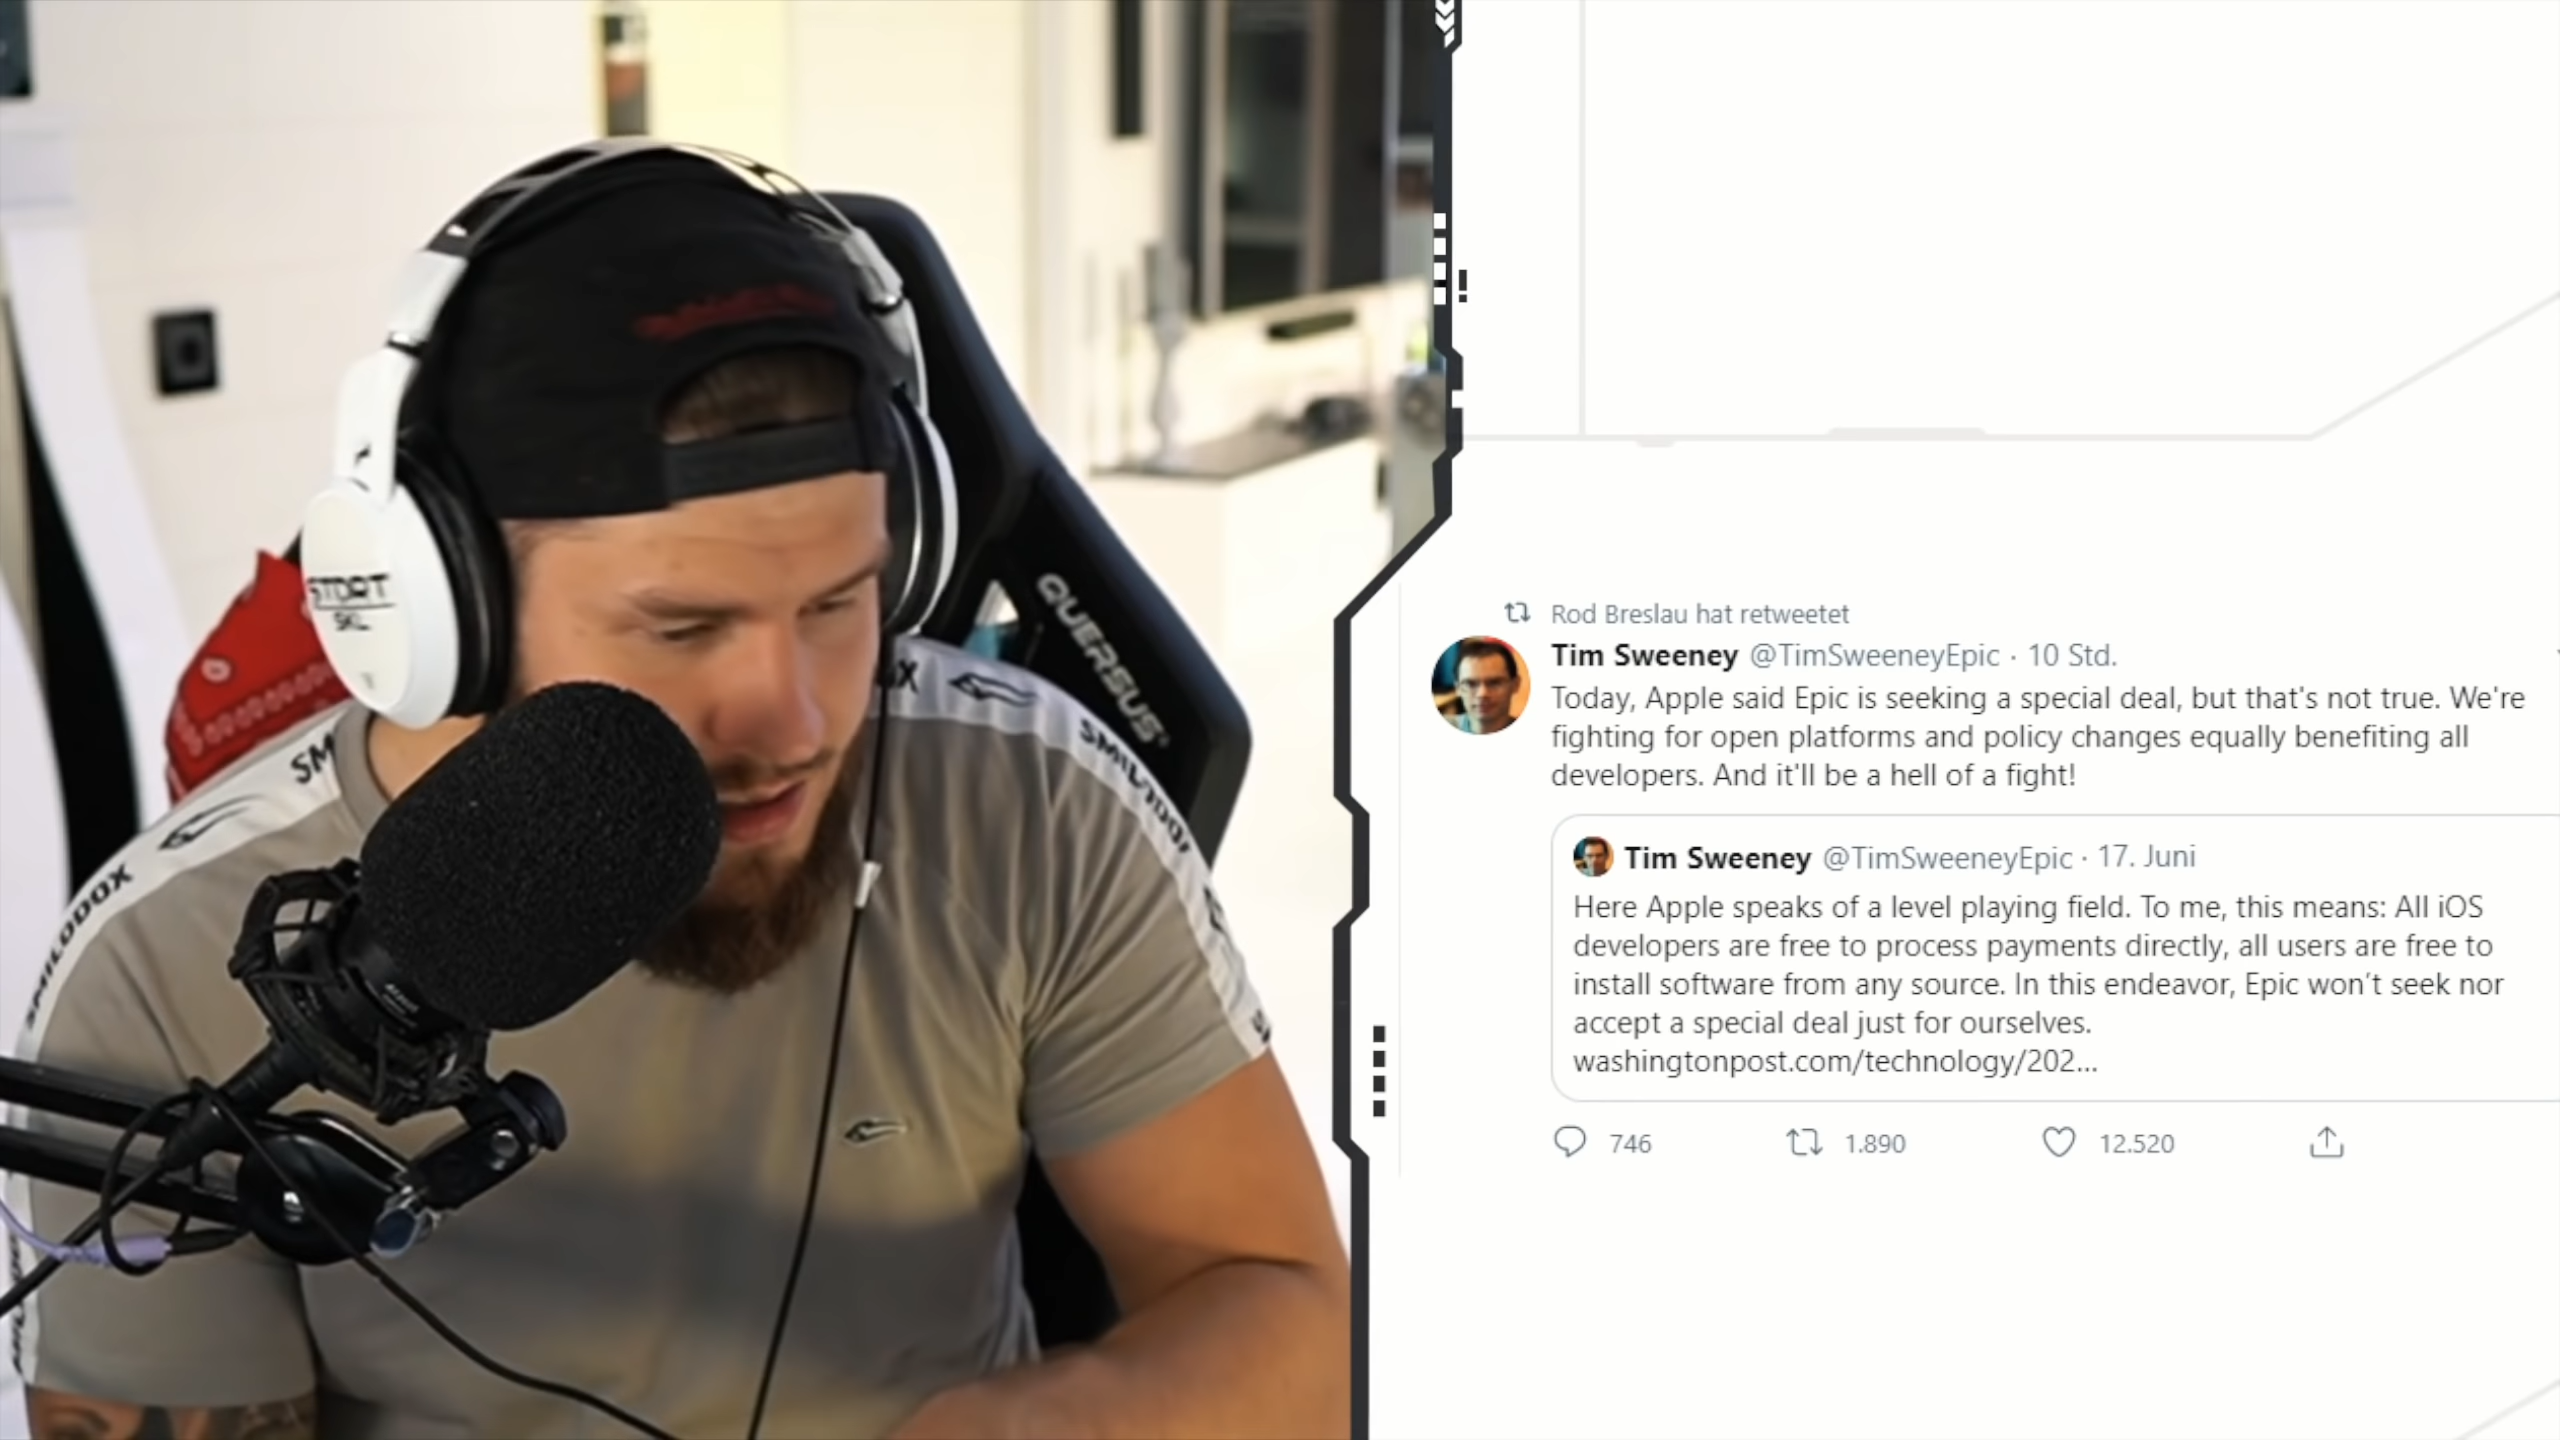 STDRT
SKL
QUERSUS
SMILODOX
SMILODOX
Rod Breslau hat retweetet
Tim Sweeney @TimSweeneyEpic · 10 Std.
Today, Apple said Epic is seeking a special deal, but that's not true. We're
fighting for open platforms and policy changes equally benefiting all
developers. And it'll be a hell of a fight!
Tim Sweeney @TimSweeneyEpic · 17. Juni
Here Apple speaks of a level playing field. To me, this means: All iOS
developers are free to process payments directly, all users are free to
install software from any source. In this endeavor, Epic won't seek nor
accept a special deal just for ourselves.
washingtonpost.com/technology/202...
746 1.890 12.520